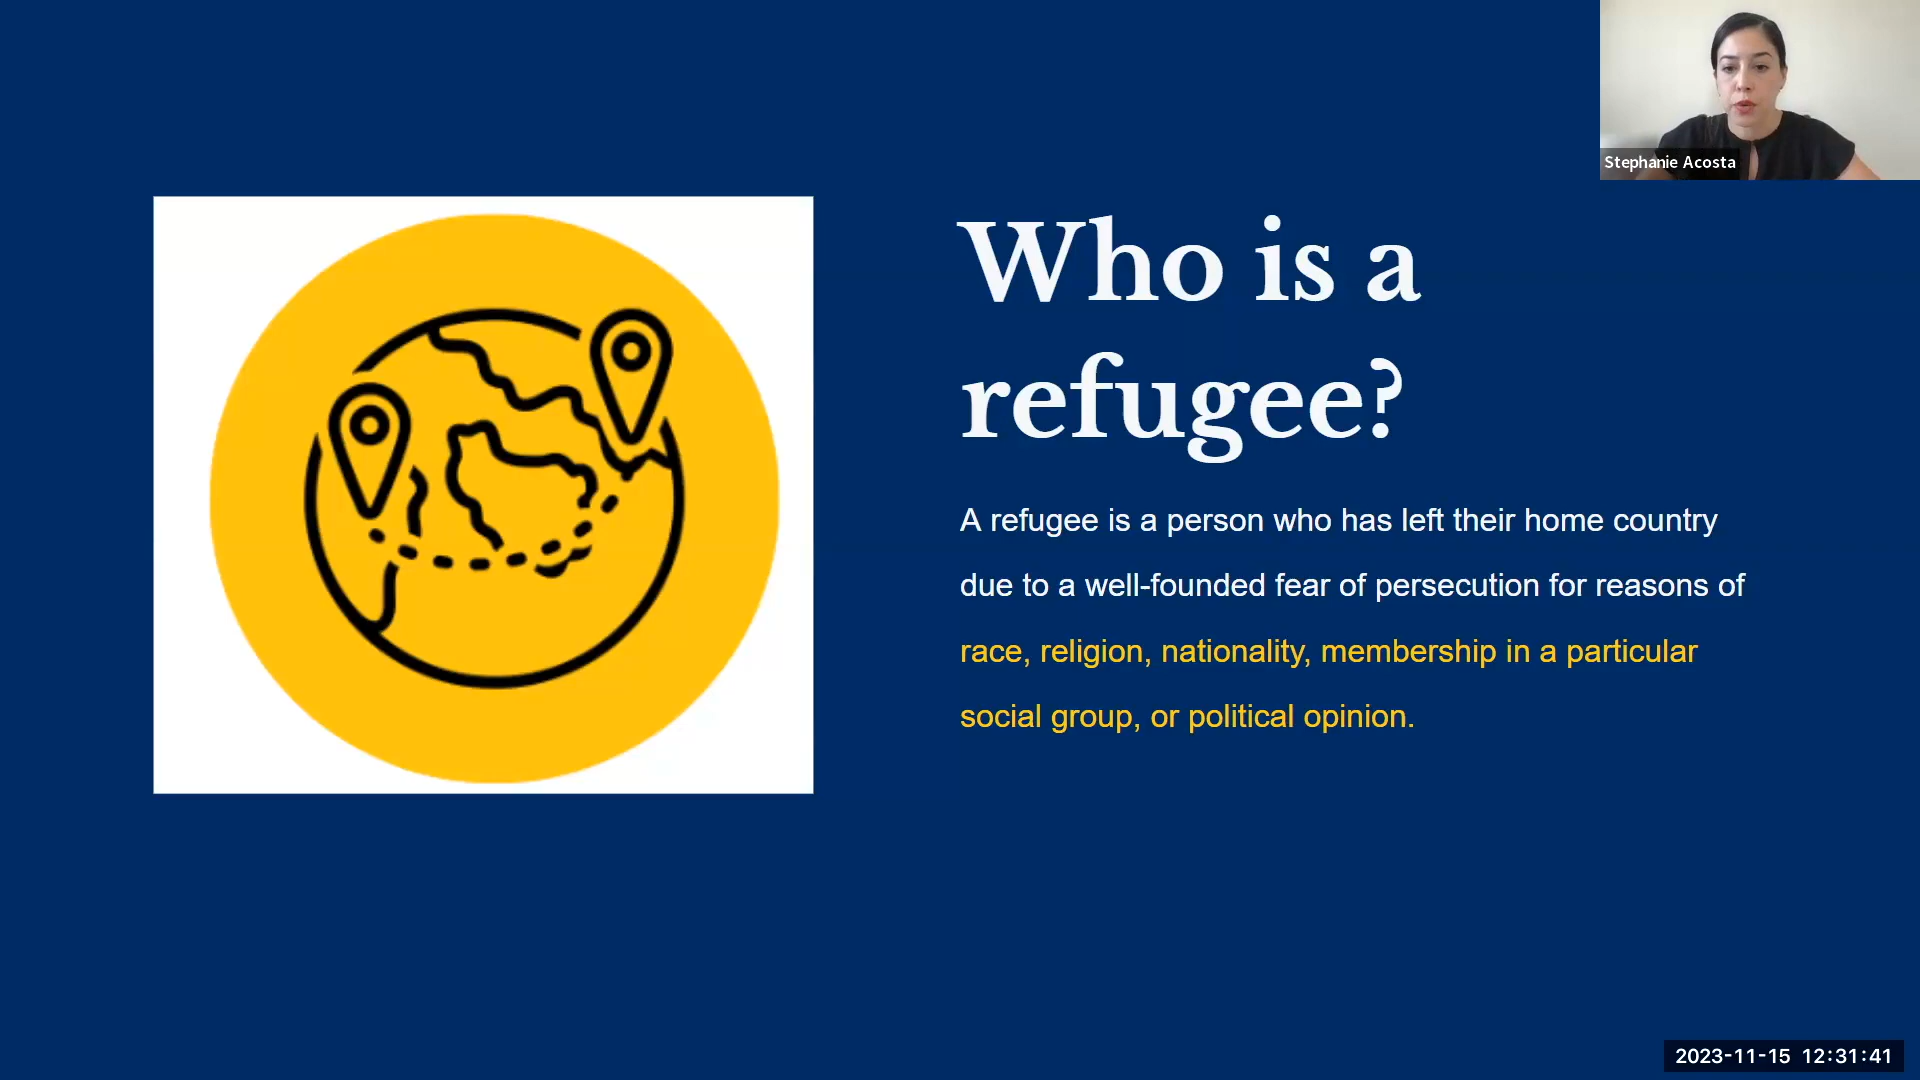 Stephanie Acosta
Who is a
refugee?
A refugee is a person who has left their home country
due to a well-founded fear of persecution for reasons of
race, religion, nationality, membership in a particular
social group, or political opinion.
2023-11-15 12:31:41